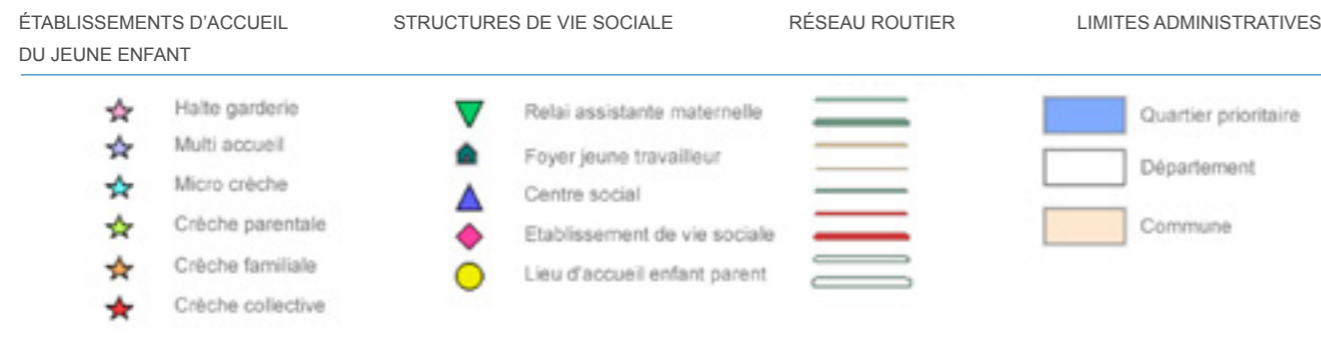 ÉTABLISSEMENTS D'ACCUEIL
DU JEUNE ENFANT
Halte garderie
Multi accueil
Micro crèche
Crèche parentale
Crèche familiale
Crèche collective
STRUCTURES DE VIE SOCIALE
Relai assistante maternelle
Foyer jeune travailleur
Centre social
Etablissement de vie sociale
Lieu d'accueil enfant parent
RÉSEAU ROUTIER
LIMITES ADMINISTRATIVES
Quartier prioritaire
Département
Commune